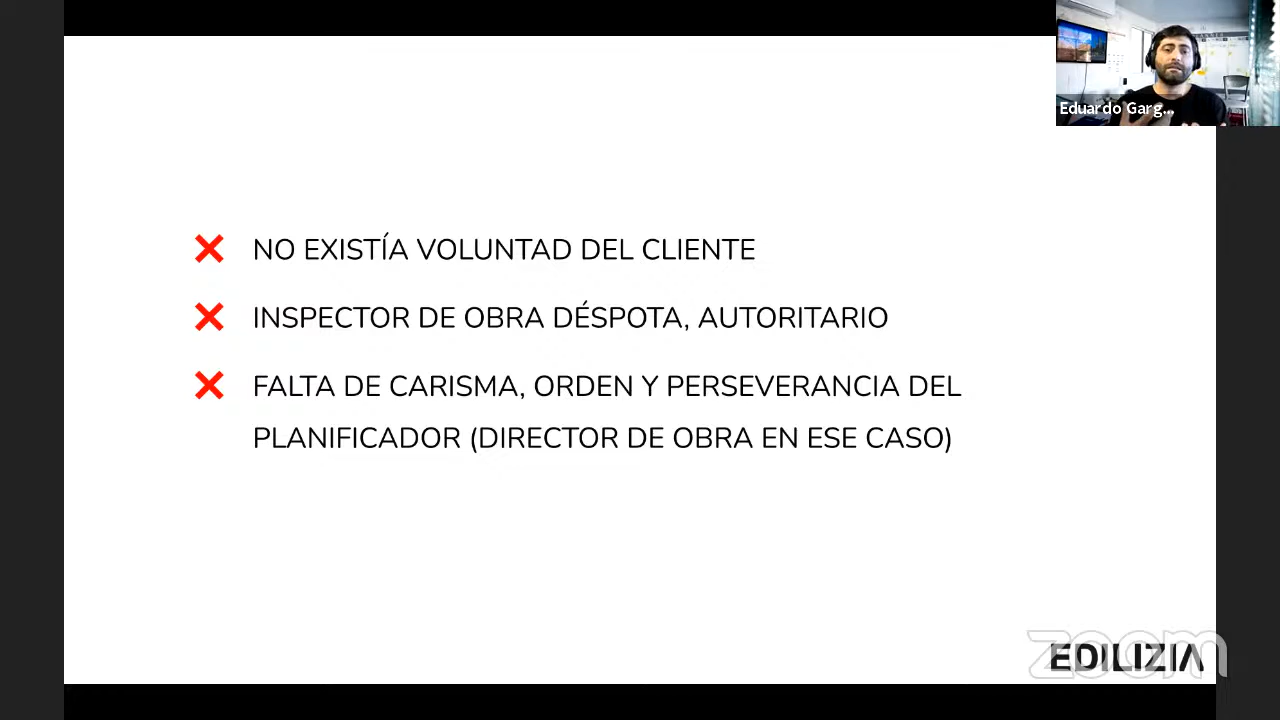 Eduardo Garg...
NO EXISTÍA VOLUNTAD DEL CLIENTE
INSPECTOR DE OBRA DÉSPOTA, AUTORITARIO
FALTA DE CARISMA, ORDEN Y PERSEVERANCIA DEL
PLANIFICADOR (DIRECTOR DE OBRA EN ESE CASO)
zoom
EDILIZIA